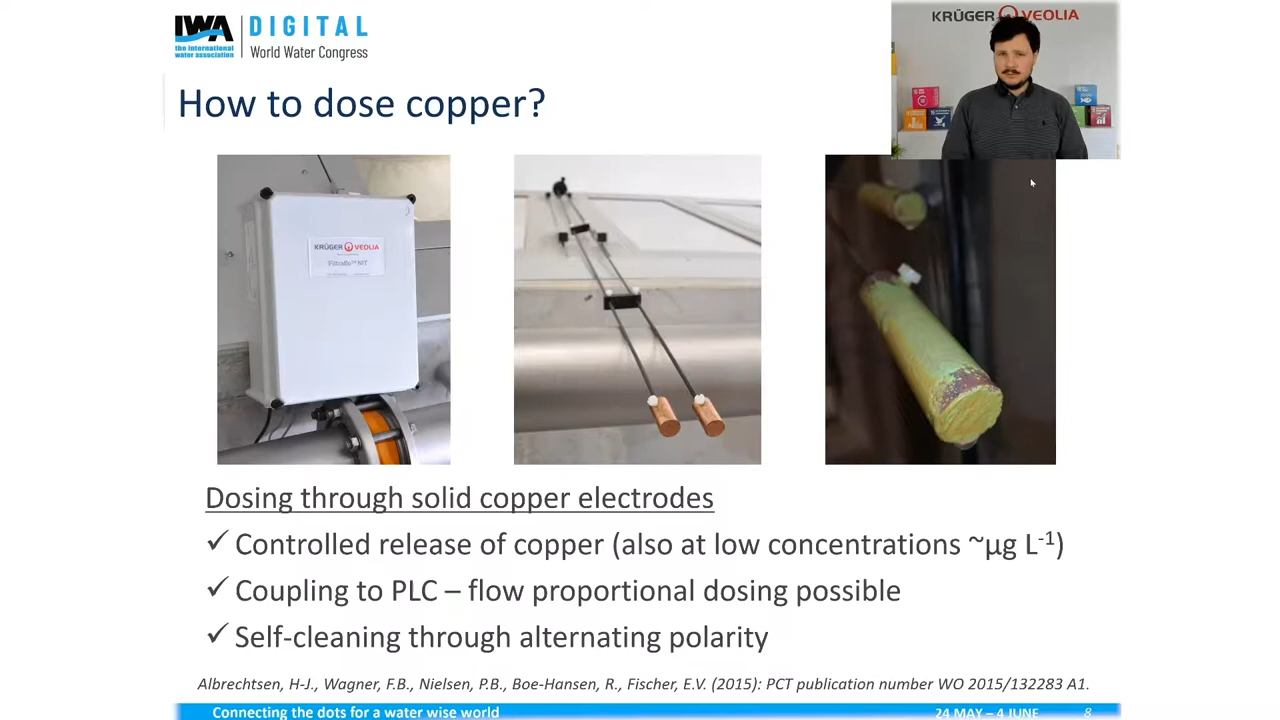 IWA
the international
water association
DIGITAL
World Water Congress
KRÜGER VEOLIA
How to dose copper?
KRÜGER VEOLIA
Dosing through solid copper electrodes
✓ Controlled release of copper (also at low concentrations ~µg L-1)
✓ Coupling to PLC – flow proportional dosing possible
✓ Self-cleaning through alternating polarity
Albrechtsen, H-J., Wagner, F.B., Nielsen, P.B., Boe-Hansen, R., Fischer, E.V. (2015): PCT publication number WO 2015/132283 A1.
Connecting the dots for a water wise world
24 MAY – 4 JUNE
8